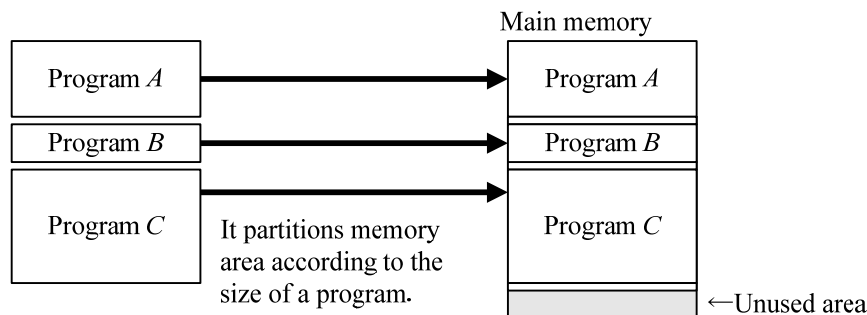 Main memory
Program A
Program A
Program B
Program B
Program C
Program C
It partitions memory
area according to the
size of a program.
←Unused area